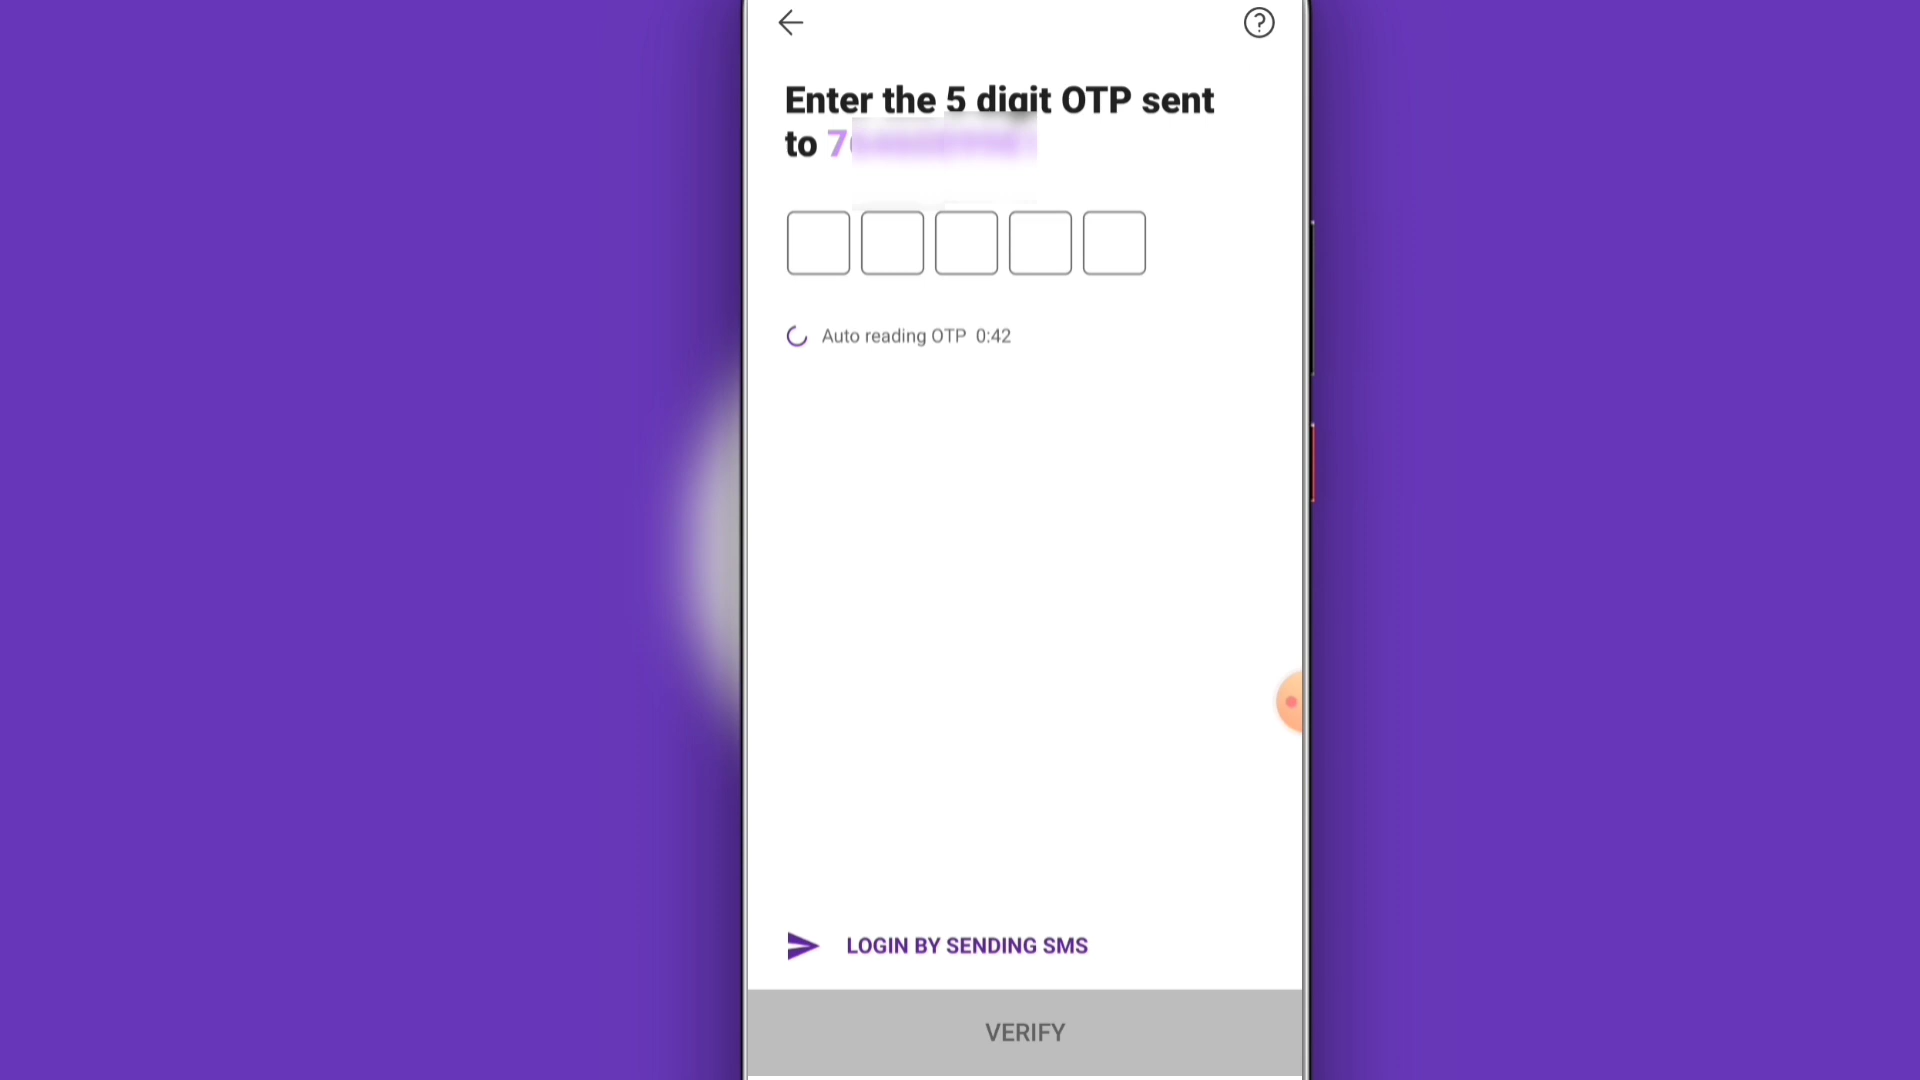 Enter the 5 digit OTP sent
to 7
Auto reading OTP 0:42
LOGIN BY SENDING SMS
VERIFY